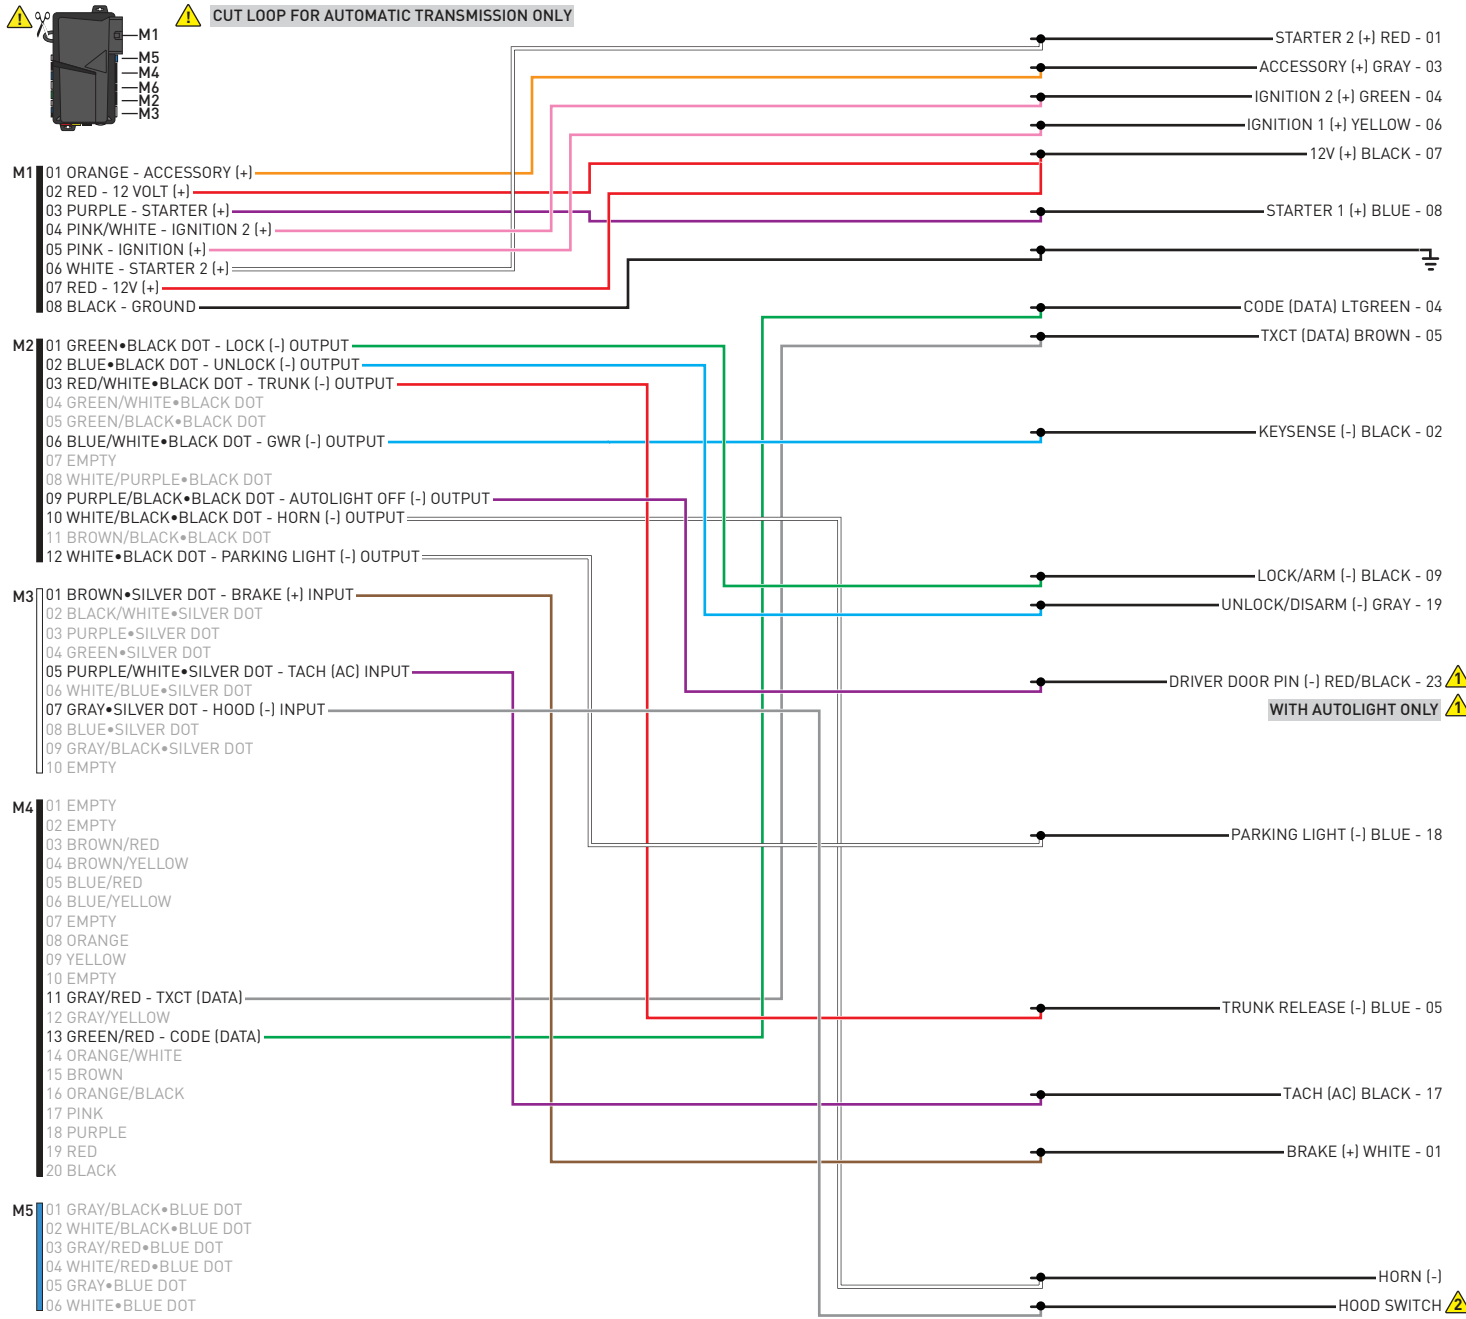 CUT LOOP FOR AUTOMATIC TRANSMISSION ONLY
M1
M5
M4
M6
M2
M3
M1
01 ORANGE - ACCESSORY (+)
02 RED - 12 VOLT (+)
03 PURPLE - STARTER (+)
04 PINK/WHITE - IGNITION 2 (+)
05 PINK - IGNITION (+)
06 WHITE - STARTER 2 (+)
07 RED - 12V (+)
08 BLACK - GROUND
M2
01 GREEN•BLACK DOT - LOCK (-) OUTPUT
02 BLUE•BLACK DOT - UNLOCK (-) OUTPUT
03 RED/WHITE•BLACK DOT - TRUNK (-) OUTPUT
04 GREEN/WHITE•BLACK DOT
05 GREEN/BLACK•BLACK DOT
06 BLUE/WHITE•BLACK DOT - GWR (-) OUTPUT
07 EMPTY
08 WHITE/PURPLE•BLACK DOT
09 PURPLE/BLACK•BLACK DOT - AUTOLIGHT OFF (-) OUTPUT
10 WHITE/BLACK•BLACK DOT - HORN (-) OUTPUT
11 BROWN/BLACK•BLACK DOT
12 WHITE•BLACK DOT - PARKING LIGHT (-) OUTPUT
M3
01 BROWN•SILVER DOT - BRAKE (+) INPUT
02 BLACK/WHITE•SILVER DOT
03 PURPLE•SILVER DOT
04 GREEN•SILVER DOT
05 PURPLE/WHITE•SILVER DOT - TACH (AC) INPUT
06 WHITE/BLUE•SILVER DOT
07 GRAY•SILVER DOT - HOOD (-) INPUT
08 BLUE•SILVER DOT
09 GRAY/BLACK•SILVER DOT
10 EMPTY
M4
01 EMPTY
02 EMPTY
03 BROWN/RED
04 BROWN/YELLOW
05 BLUE/RED
06 BLUE/YELLOW
07 EMPTY
08 ORANGE
09 YELLOW
10 EMPTY
11 GRAY/RED - TXCT (DATA)
12 GRAY/YELLOW
13 GREEN/RED - CODE (DATA)
14 ORANGE/WHITE
15 BROWN
16 ORANGE/BLACK
17 PINK
18 PURPLE
19 RED
20 BLACK
M5
01 GRAY/BLACK•BLUE DOT
02 WHITE/BLACK•BLUE DOT
03 GRAY/RED•BLUE DOT
04 WHITE/RED•BLUE DOT
05 GRAY•BLUE DOT
06 WHITE•BLUE DOT
STARTER 2 (+) RED - 01
ACCESSORY (+) GRAY - 03
IGNITION 2 (+) GREEN - 04
IGNITION 1 (+) YELLOW - 06
12V (+) BLACK - 07
STARTER 1 (+) BLUE - 08
CODE (DATA) LTGREEN - 04
TXCT (DATA) BROWN - 05
KEYSENSE (-) BLACK - 02
LOCK/ARM (-) BLACK - 09
UNLOCK/DISARM (-) GRAY - 19
DRIVER DOOR PIN (-) RED/BLACK - 23 1
WITH AUTOLIGHT ONLY 1
PARKING LIGHT (-) BLUE - 18
TRUNK RELEASE (-) BLUE - 05
TACH (AC) BLACK - 17
BRAKE (+) WHITE - 01
HORN (-)
HOOD SWITCH 2